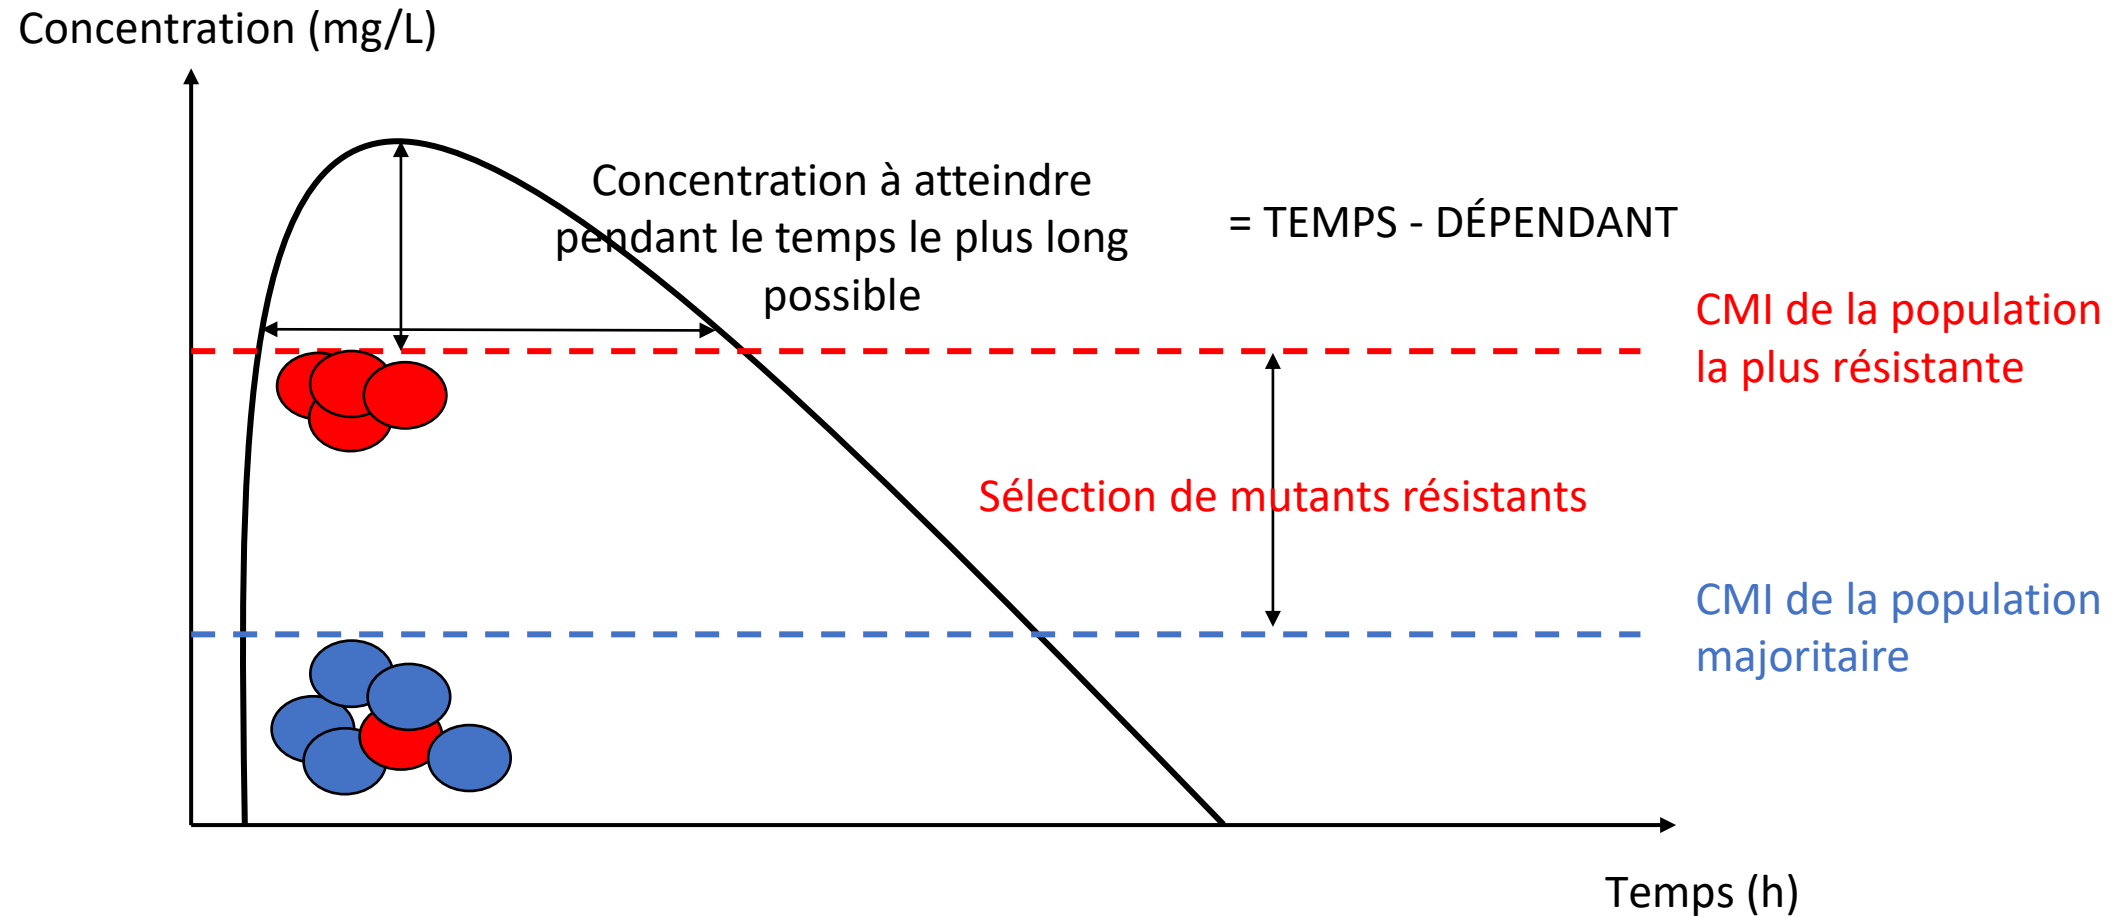 Concentration (mg/L)
Concentration à atteindre
pendant le temps le plus long
possible
= TEMPS - DÉPENDANT
CMI de la population
la plus résistante
Sélection de mutants résistants
CMI de la population
majoritaire
Temps (h)